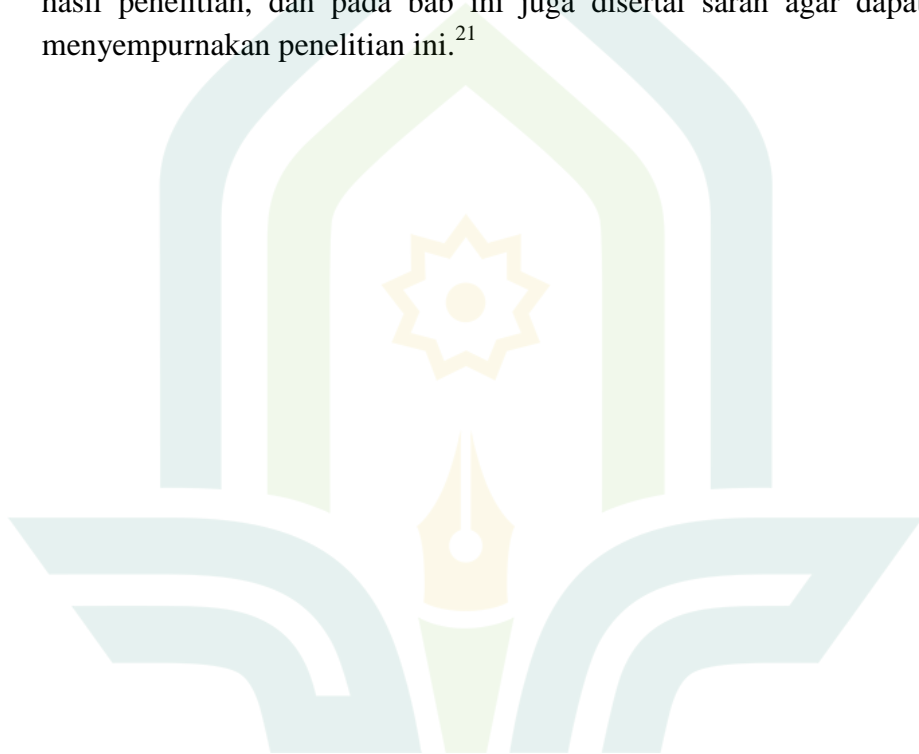 hasil penelitian, dan pada bab ini juga disertai saran agar dapat
menyempurnakan penelitian ini.21